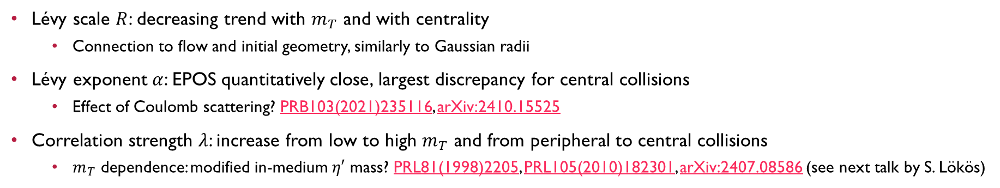 • Lévy scale R: decreasing trend with m_T and with centrality
• Connection to flow and initial geometry, similarly to Gaussian radii
• Lévy exponent α: EPOS quantitatively close, largest discrepancy for central collisions
• Effect of Coulomb scattering? PRB103(2021)235116, arXiv:2410.15525
• Correlation strength λ: increase from low to high m_T and from peripheral to central collisions
• m_T dependence: modified in-medium η′ mass? PRL81(1998)2205, PRL105(2010)182301, arXiv:2407.08586 (see next talk by S. Lökös)